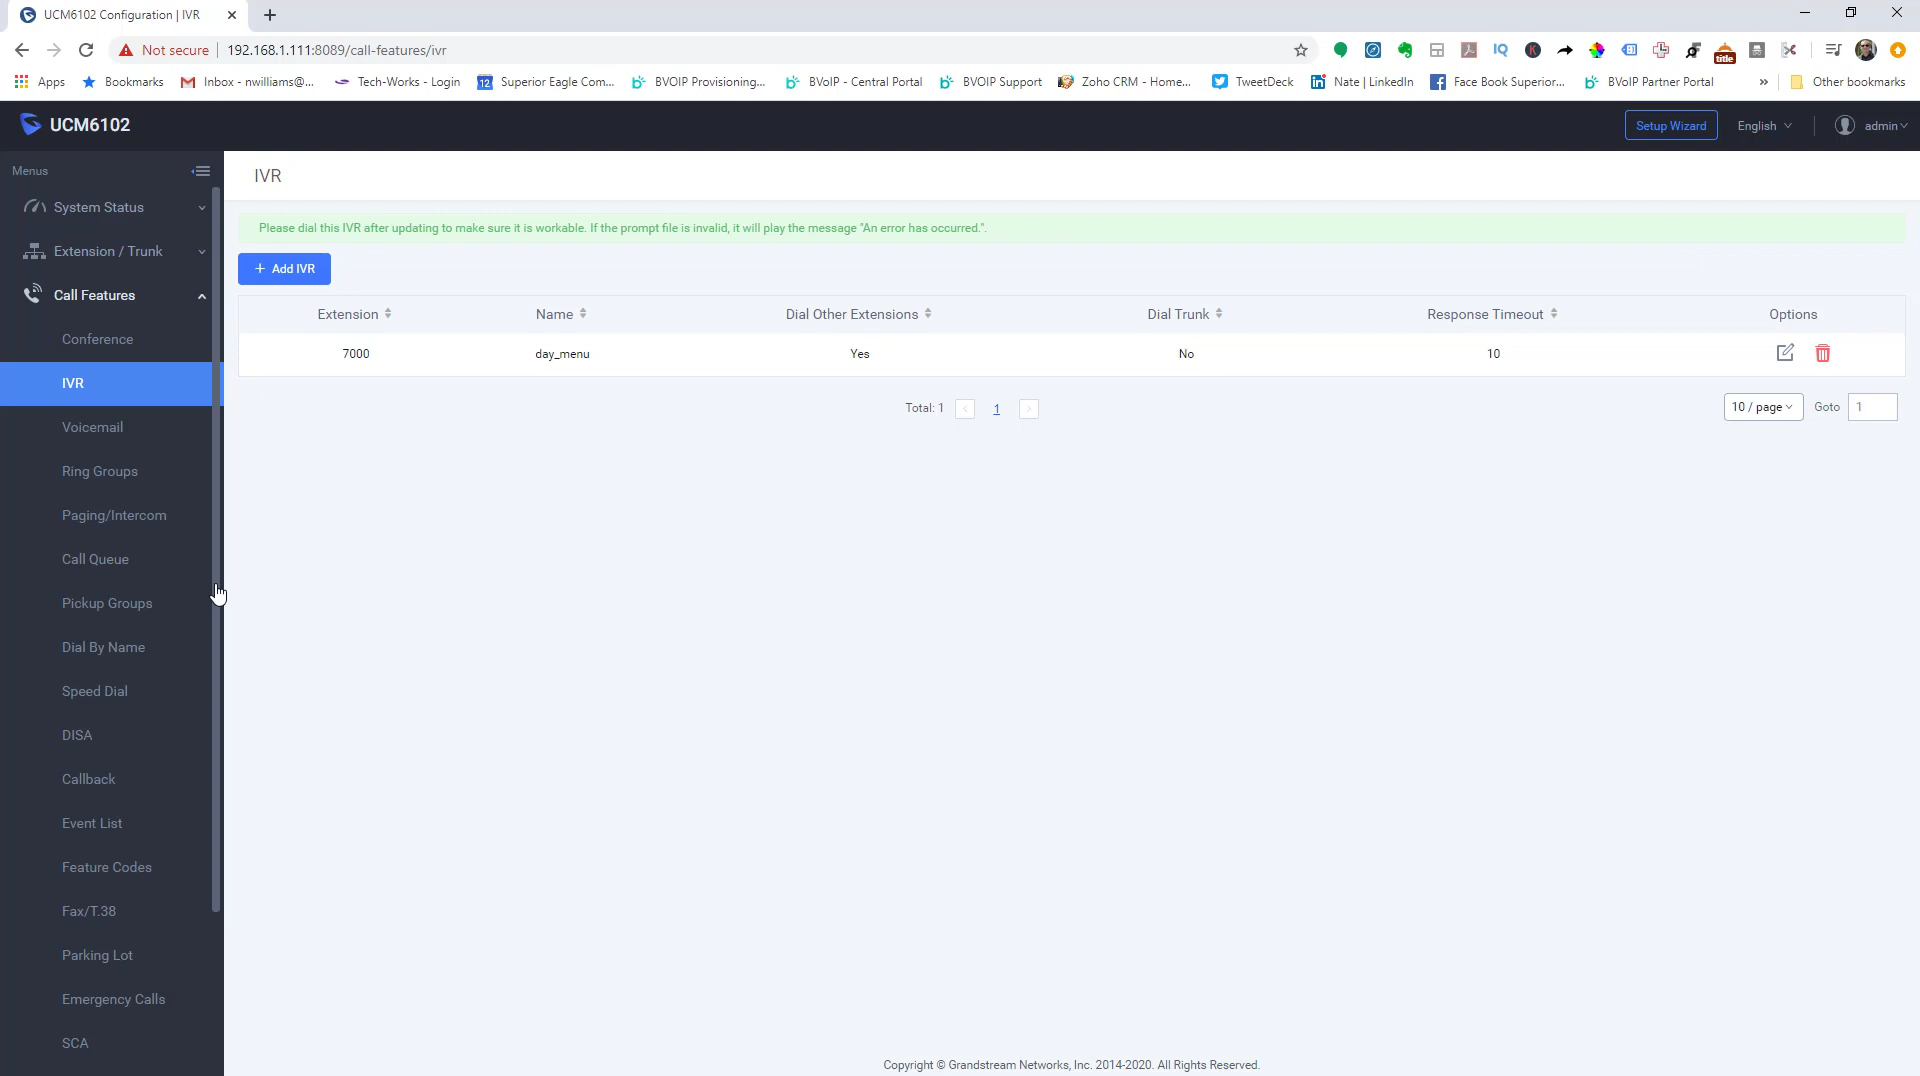 UCM6102 Configuration | IVR
Not secure | 192.168.1.111:8089/call-features/ivr
IQ
K
title
Apps Bookmarks Inbox - nwilliams@... Tech-Works - Login 12 Superior Eagle Com... BVOIP Provisioning... BVoIP - Central Portal BVOIP Support Zoho CRM - Home... TweetDeck Nate | LinkedIn Face Book Superior... BVoIP Partner Portal » Other bookmarks
UCM6102 Setup Wizard English admin
Menus
System Status
Extension / Trunk
Call Features
Conference
IVR
Voicemail
Ring Groups
Paging/Intercom
Call Queue
Pickup Groups
Dial By Name
Speed Dial
DISA
Callback
Event List
Feature Codes
Fax/T.38
Parking Lot
Emergency Calls
SCA
IVR
Please dial this IVR after updating to make sure it is workable. If the prompt file is invalid, it will play the message "An error has occurred.".
+ Add IVR
Extension Name Dial Other Extensions Dial Trunk Response Timeout Options
7000 day_menu Yes No 10
Total: 1 < 1 > 10 / page Goto 1
Copyright © Grandstream Networks, Inc. 2014-2020. All Rights Reserved.